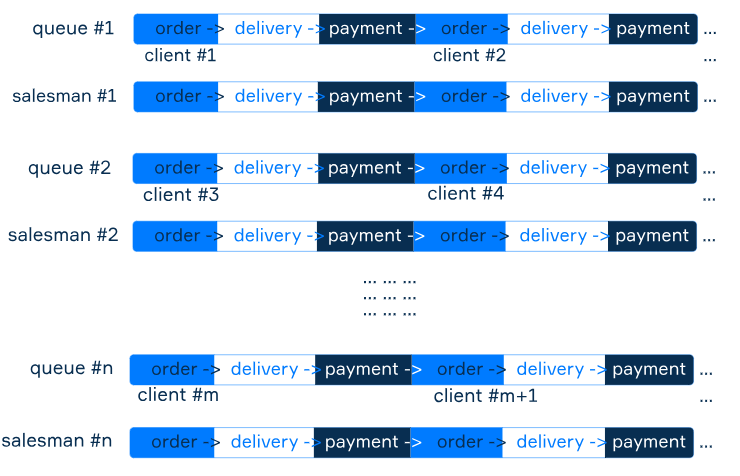 queue #1 order -> delivery -> payment -> order -> delivery -> payment ...
client #1 client #2 ...
salesman #1 order -> delivery -> payment -> order -> delivery -> payment ...
queue #2 order -> delivery -> payment -> order -> delivery -> payment ...
client #3 client #4 ...
salesman #2 order -> delivery -> payment -> order -> delivery -> payment ...
... ... ...
... ... ...
... ... ...
queue #n order -> delivery -> payment -> order -> delivery -> payment ...
client #m client #m+1 ...
salesman #n order -> delivery -> payment -> order -> delivery -> payment ...